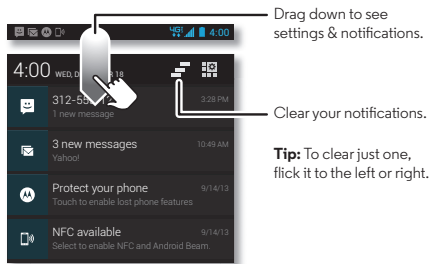 4G
4:00
Drag down to see
settings & notifications.
4:00 WED, 18
312-55
3:28 PM
1 new message
Clear your notifications.
3 new messages
10:49 AM
Yahoo!
Tip: To clear just one,
flick it to the left or right.
Protect your phone
9/14/13
Touch to enable lost phone features
NFC available
9/14/13
Select to enable NFC and Android Beam.